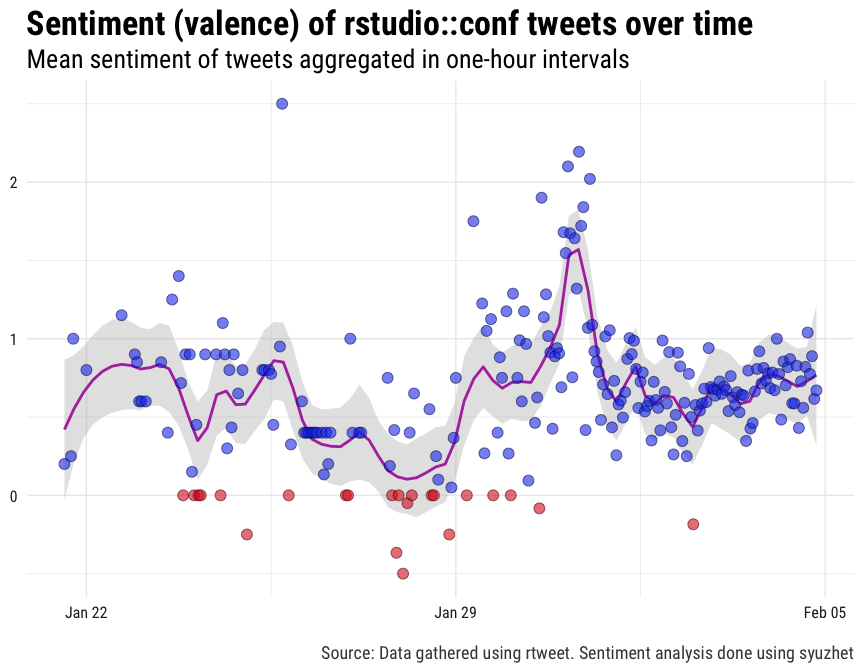 Sentiment (valence) of rstudio::conf tweets over time
Mean sentiment of tweets aggregated in one-hour intervals
2
1
0
Jan 22
Jan 29
Feb 05
Source: Data gathered using rtweet. Sentiment analysis done using syuzhet